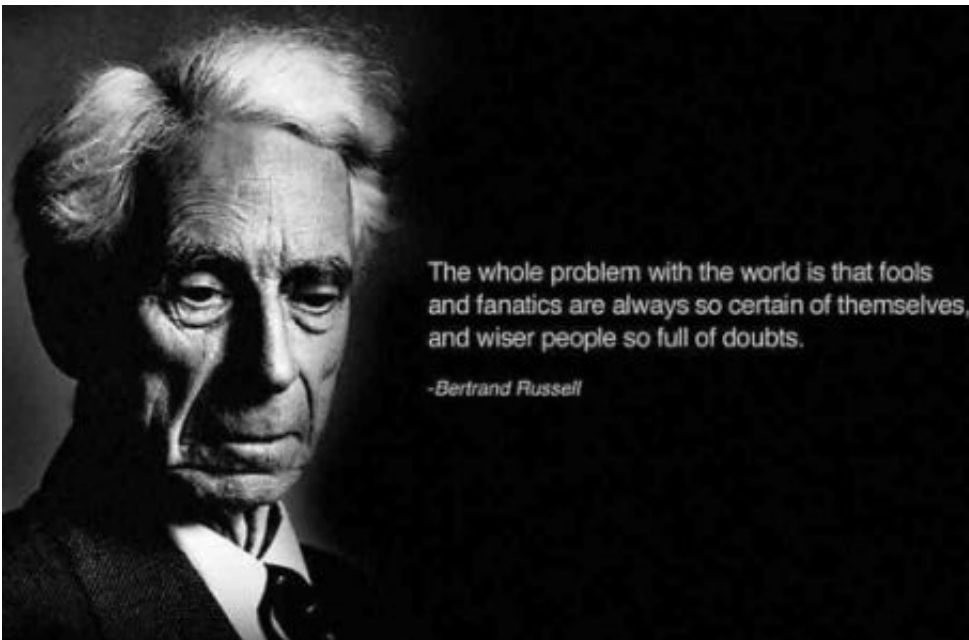 The whole problem with the world is that fools
and fanatics are always so certain of themselves,
and wiser people so full of doubts.
-Bertrand Russell